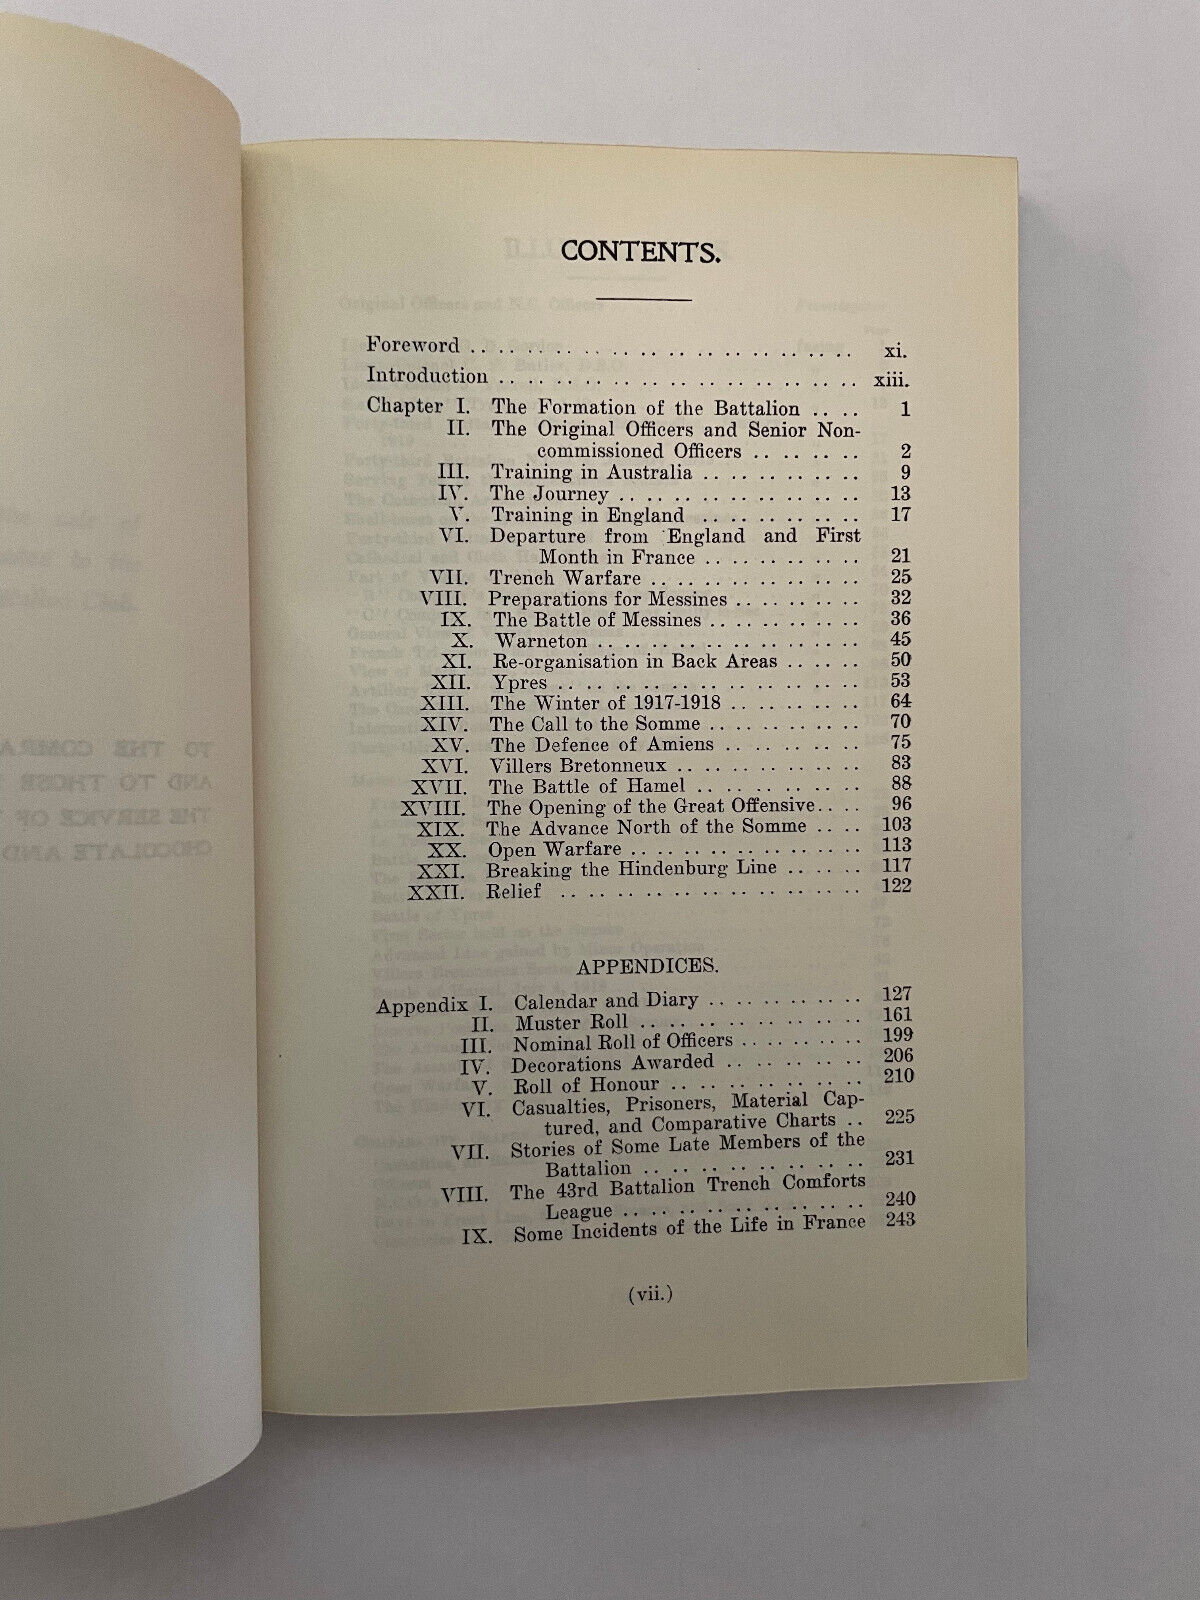 CONTENTS.
Foreword .. .. .. .. .. .. .. .. .. .. .. .. .. xi.
Introduction .. .. .. .. .. .. .. .. .. .. .. .. xiii.
Chapter I. The Formation of the Battalion .. .. 1
II. The Original Officers and Senior Non-
commissioned Officers .. .. .. .. 2
III. Training in Australia .. .. .. .. .. 9
IV. The Journey .. .. .. .. .. .. .. .. 13
V. Training in England .. .. .. .. .. 17
VI. Departure from England and First
Month in France .. .. .. .. .. 21
VII. Trench Warfare .. .. .. .. .. .. .. 25
VIII. Preparations for Messines .. .. .. .. 32
IX. The Battle of Messines .. .. .. .. .. 36
X. Warneton .. .. .. .. .. .. .. .. .. 45
XI. Re-organisation in Back Areas .. .. .. 50
XII. Ypres .. .. .. .. .. .. .. .. .. .. 53
XIII. The Winter of 1917-1918 .. .. .. .. 64
XIV. The Call to the Somme .. .. .. .. .. 70
XV. The Defence of Amiens .. .. .. .. 75
XVI. Villers Bretonneux .. .. .. .. .. .. 83
XVII. The Battle of Hamel .. .. .. .. .. 88
XVIII. The Opening of the Great Offensive .. .. 96
XIX. The Advance North of the Somme .. .. 103
XX. Open Warfare .. .. .. .. .. .. .. 113
XXI. Breaking the Hindenburg Line .. .. .. 117
XXII. Relief .. .. .. .. .. .. .. .. .. .. 122
APPENDICES.
Appendix I. Calendar and Diary .. .. .. .. .. 127
II. Muster Roll .. .. .. .. .. .. .. 161
III. Nominal Roll of Officers .. .. .. .. 199
IV. Decorations Awarded .. .. .. .. 206
V. Roll of Honour .. .. .. .. .. .. 210
VI. Casualties, Prisoners, Material Cap-
tured, and Comparative Charts .. 225
VII. Stories of Some Late Members of the
Battalion .. .. .. .. .. .. .. 231
VIII. The 43rd Battalion Trench Comforts
League .. .. .. .. .. .. .. .. 240
IX. Some Incidents of the Life in France 243
(vii.)